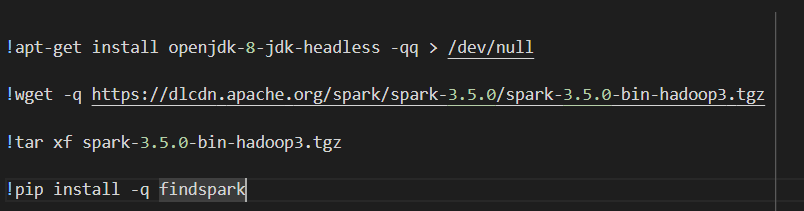 !apt-get install openjdk-8-jdk-headless -qq > /dev/null
!wget -q https://dlcdn.apache.org/spark/spark-3.5.0/spark-3.5.0-bin-hadoop3.tgz
!tar xf spark-3.5.0-bin-hadoop3.tgz
!pip install -q findspark